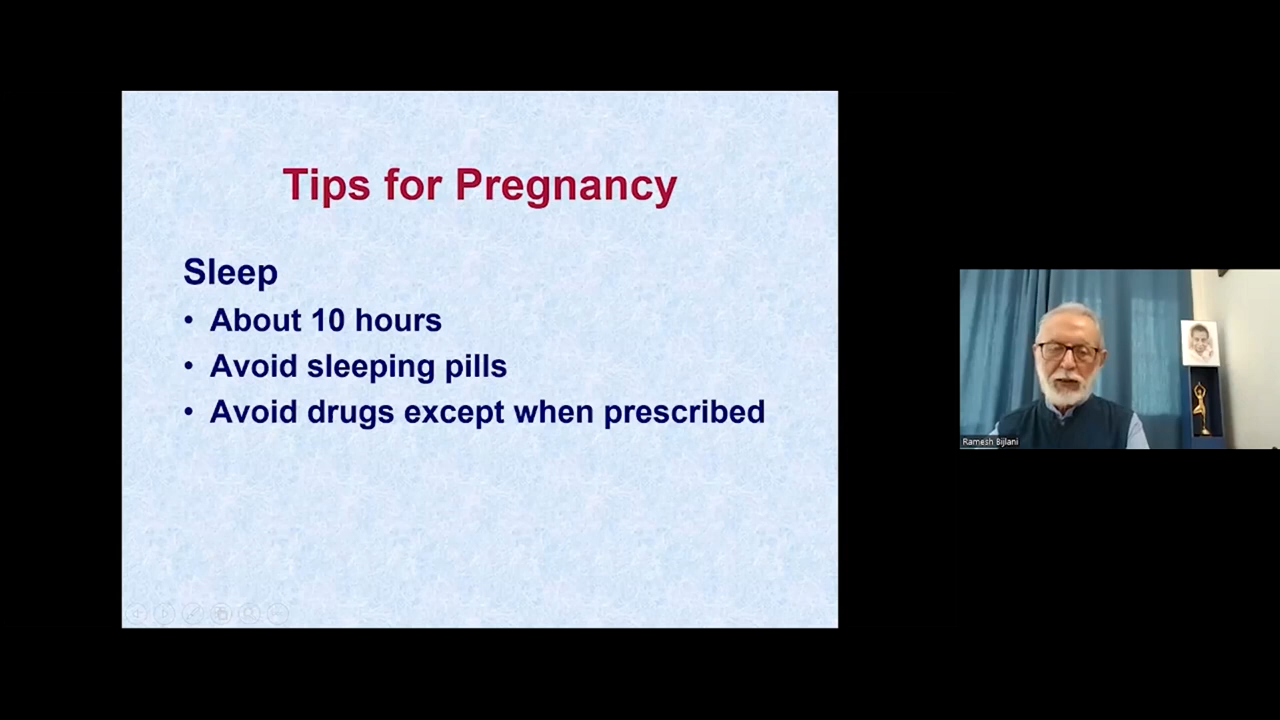 Tips for Pregnancy
Sleep
• About 10 hours
• Avoid sleeping pills
• Avoid drugs except when prescribed
Ramesh Bijlani